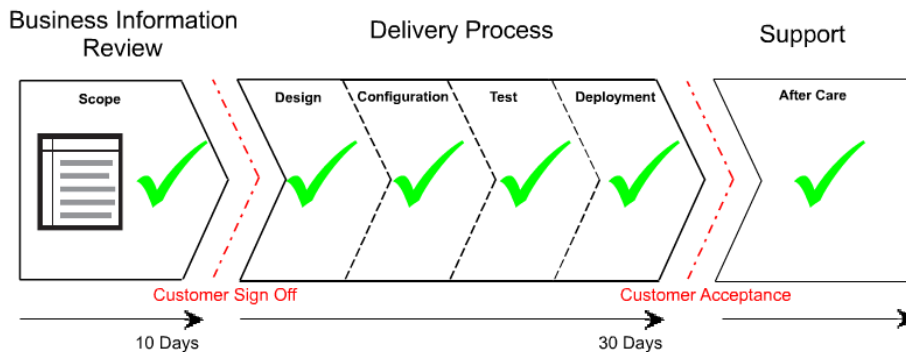 Business Information
Review
Delivery Process
Support
Scope
Design
Configuration
Test
Deployment
After Care
Customer Sign Off
Customer Acceptance
10 Days
30 Days